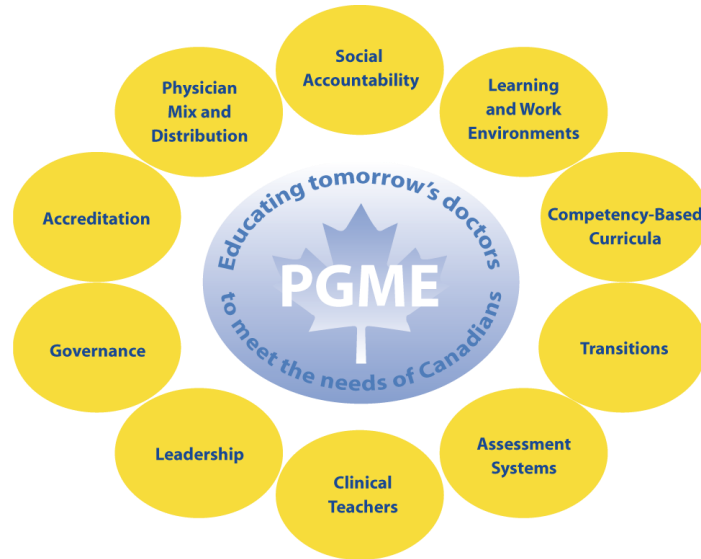 Social
Accountability
Learning
and Work
Environments
Competency-Based
Curricula
Transitions
Assessment
Systems
Clinical
Teachers
Leadership
Governance
Accreditation
Physician
Mix and
Distribution
Educating tomorrow's doctors
PGME
to meet the needs of Canadians